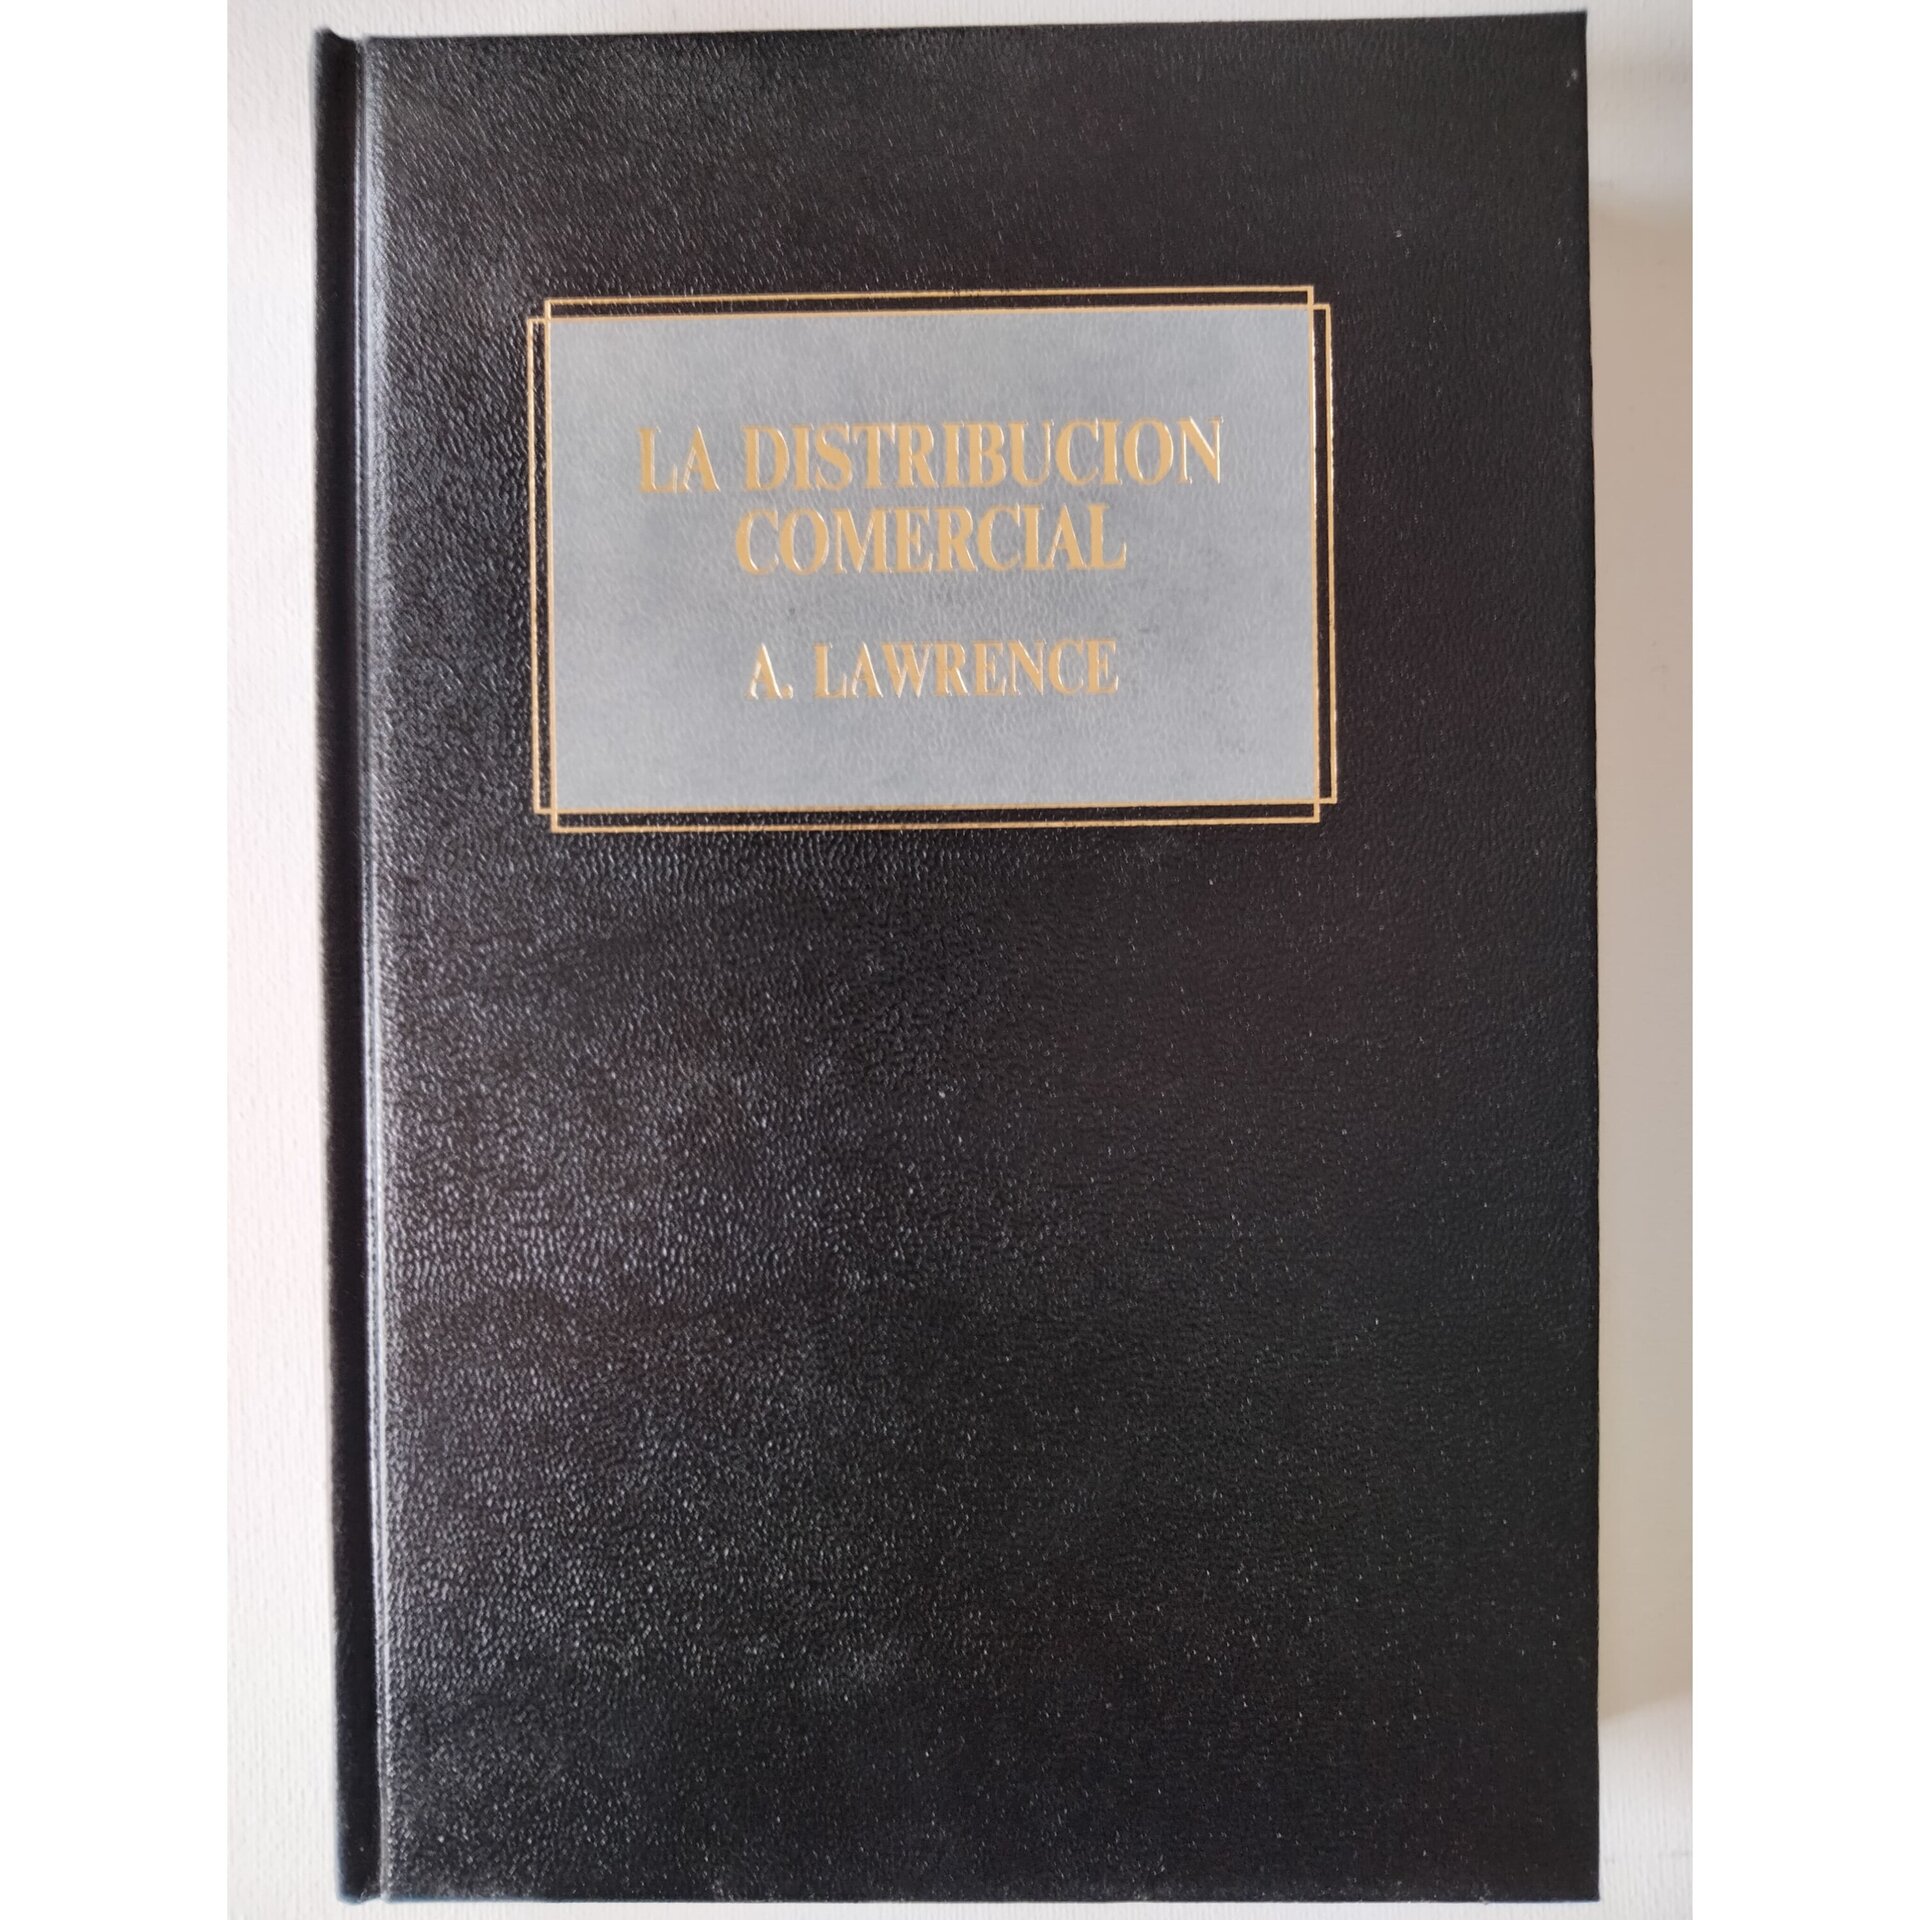 LA DISTRIBUCION
COMERCIAL
A. LAWRENCE